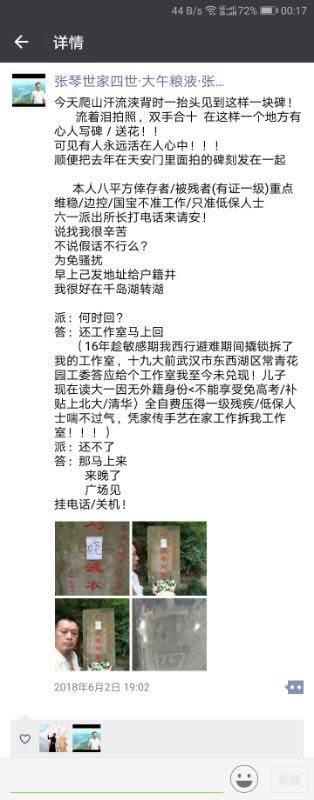 44 B/s 72% 00:17
详情
张琴世家四世·大午粮液·张...
今天爬山汗流浃背时一抬头见到这样一块碑！
流着泪拍照，双手合十 在这样一个地方有
心人写碑 / 送花！！
可见有人永远活在人心中！！！
顺便把去年在天安门里面拍的碑刻发在一起
本人八平方倖存者/被残者(有证一级)重点
维稳/边控/国宝不准工作/只准低保人士
六一派出所长打电话来请安！
说找我很辛苦
不说假话不行么？
为免骚扰
早上己发地址给户籍井
我很好在千岛湖转湖
派：何时回？
答：还工作室马上回
（16年趁敏感期我西行避难期间撬锁拆了
我的工作室，十九大前武汉市东西湖区常青花
园工委答应给个工作室我至今未兑现！儿子
现在读大一因无外籍身份<不能享受免高考/补
贴上北大/清华〉全自费压得一级残疾/低保人
士喘不过气，凭家传手艺在家工作拆我工作
室！！！）
派：还不了
答：那马上来
来晚了
广场见
挂电话/关机！
2018年6月2日 19:02
发送